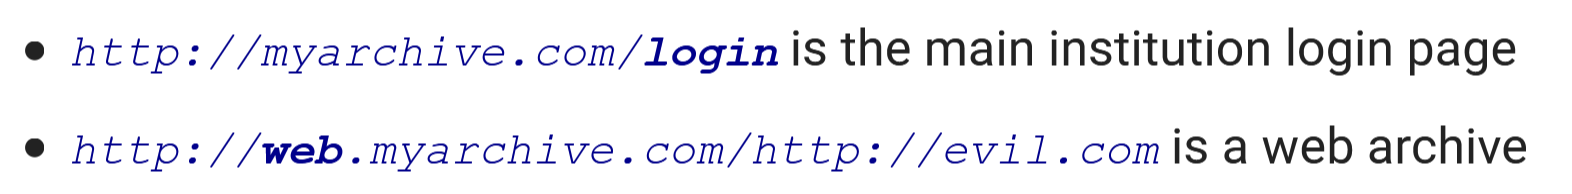 • http://myarchive.com/login is the main institution login page
• http://web.myarchive.com/http://evil.com is a web archive